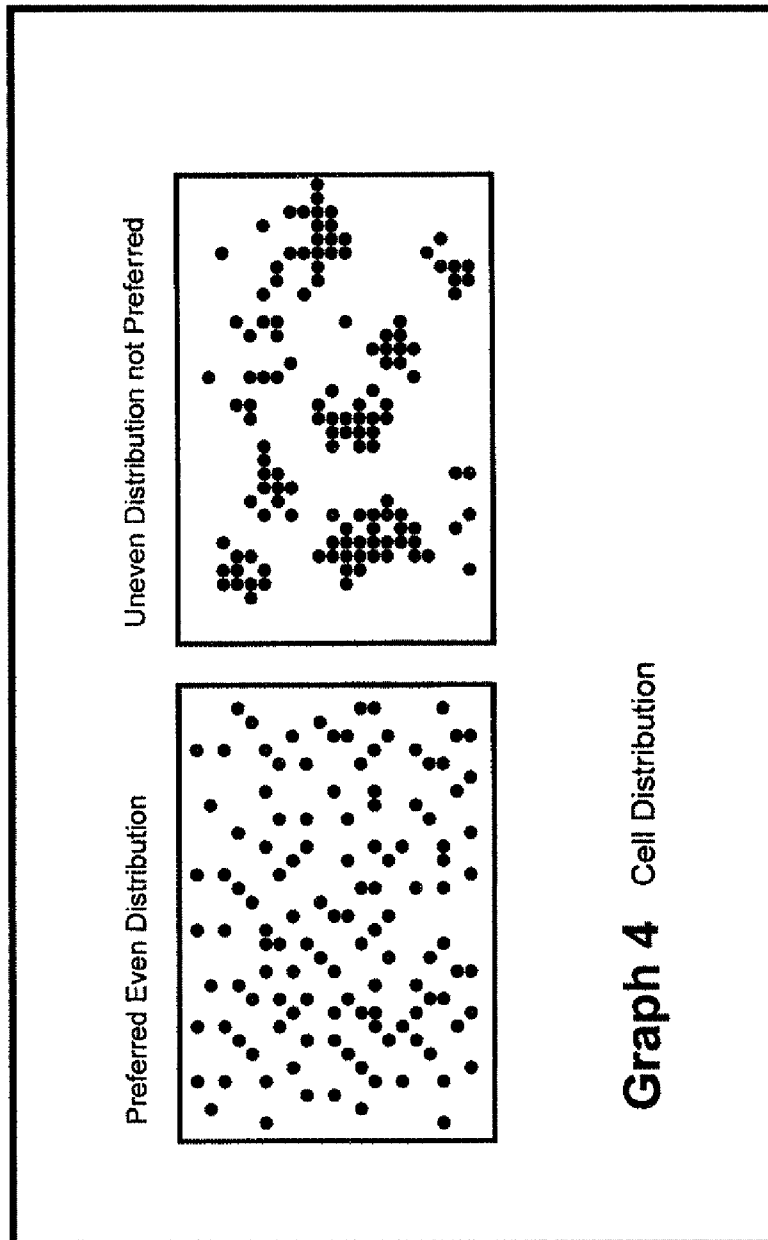 Preferred Even Distribution
Uneven Distribution not Preferred
Graph 4 Cell Distribution